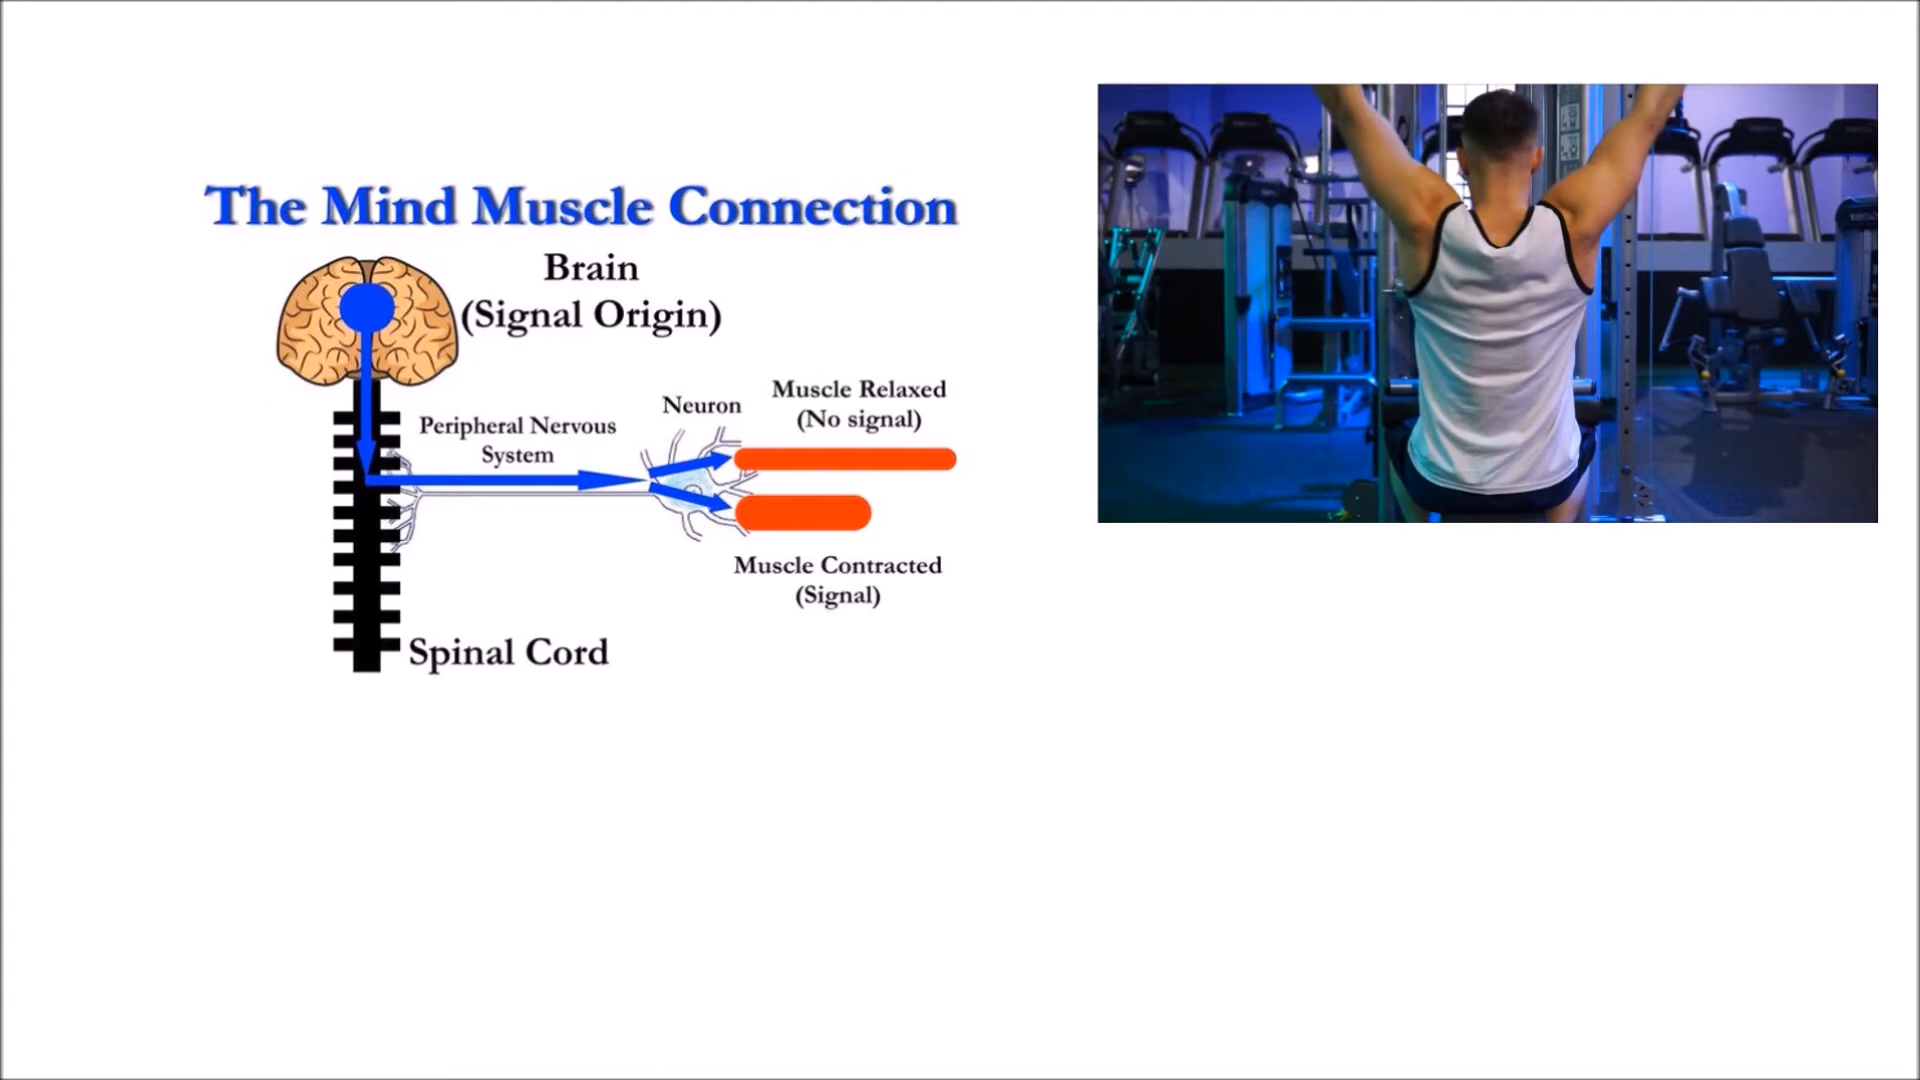 The Mind Muscle Connection
Brain
(Signal Origin)
Muscle Relaxed
(No signal)
Neuron
Peripheral Nervous
System
Muscle Contracted
(Signal)
Spinal Cord